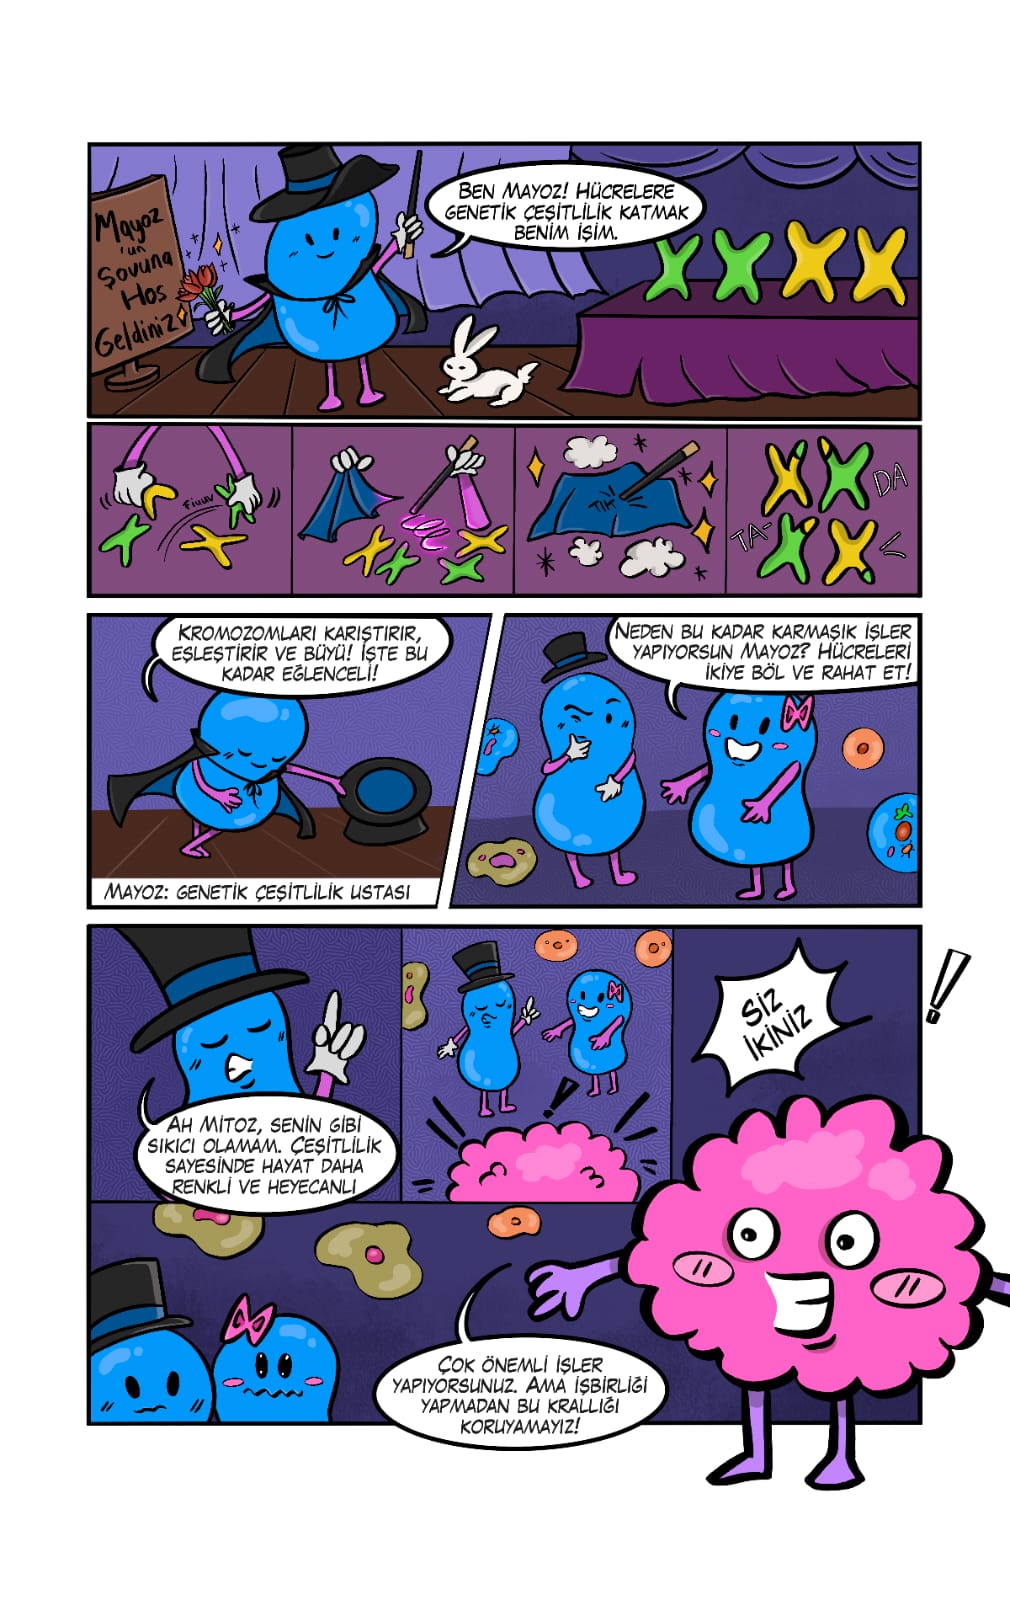 Mayoz
'un
Şovuna
Hoş
Geldiniz
BEN MAYOZ! HÜCRELERE
GENETİK ÇEŞİTLİLİK KATMAK
BENİM İŞİM.
Fiuuv
TIK
TA-
DA
KROMOZOMLARI KARIŞTIRIR,
EŞLEŞTİRİR VE BÜYÜ! İŞTE BU
KADAR EĞLENCELİ!
MAYOZ: GENETİK ÇEŞİTLİLİK USTASI
NEDEN BU KADAR KARMAŞIK İŞLER
YAPIYORSUN MAYOZ? HÜCRELERİ
İKİYE BÖL VE RAHAT ET!
AH MİTOZ, SENİN GİBİ
SIKICI OLAMAM. ÇEŞİTLİLİK
SAYESİNDE HAYAT DAHA
RENKLİ VE HEYECANLI
!
SİZ
İKİNİZ
!
ÇOK ÖNEMLİ İŞLER
YAPIYORSUNUZ. AMA İŞBİRLİĞİ
YAPMADAN BU KRALLIĞI
KORUYAMAYIZ!